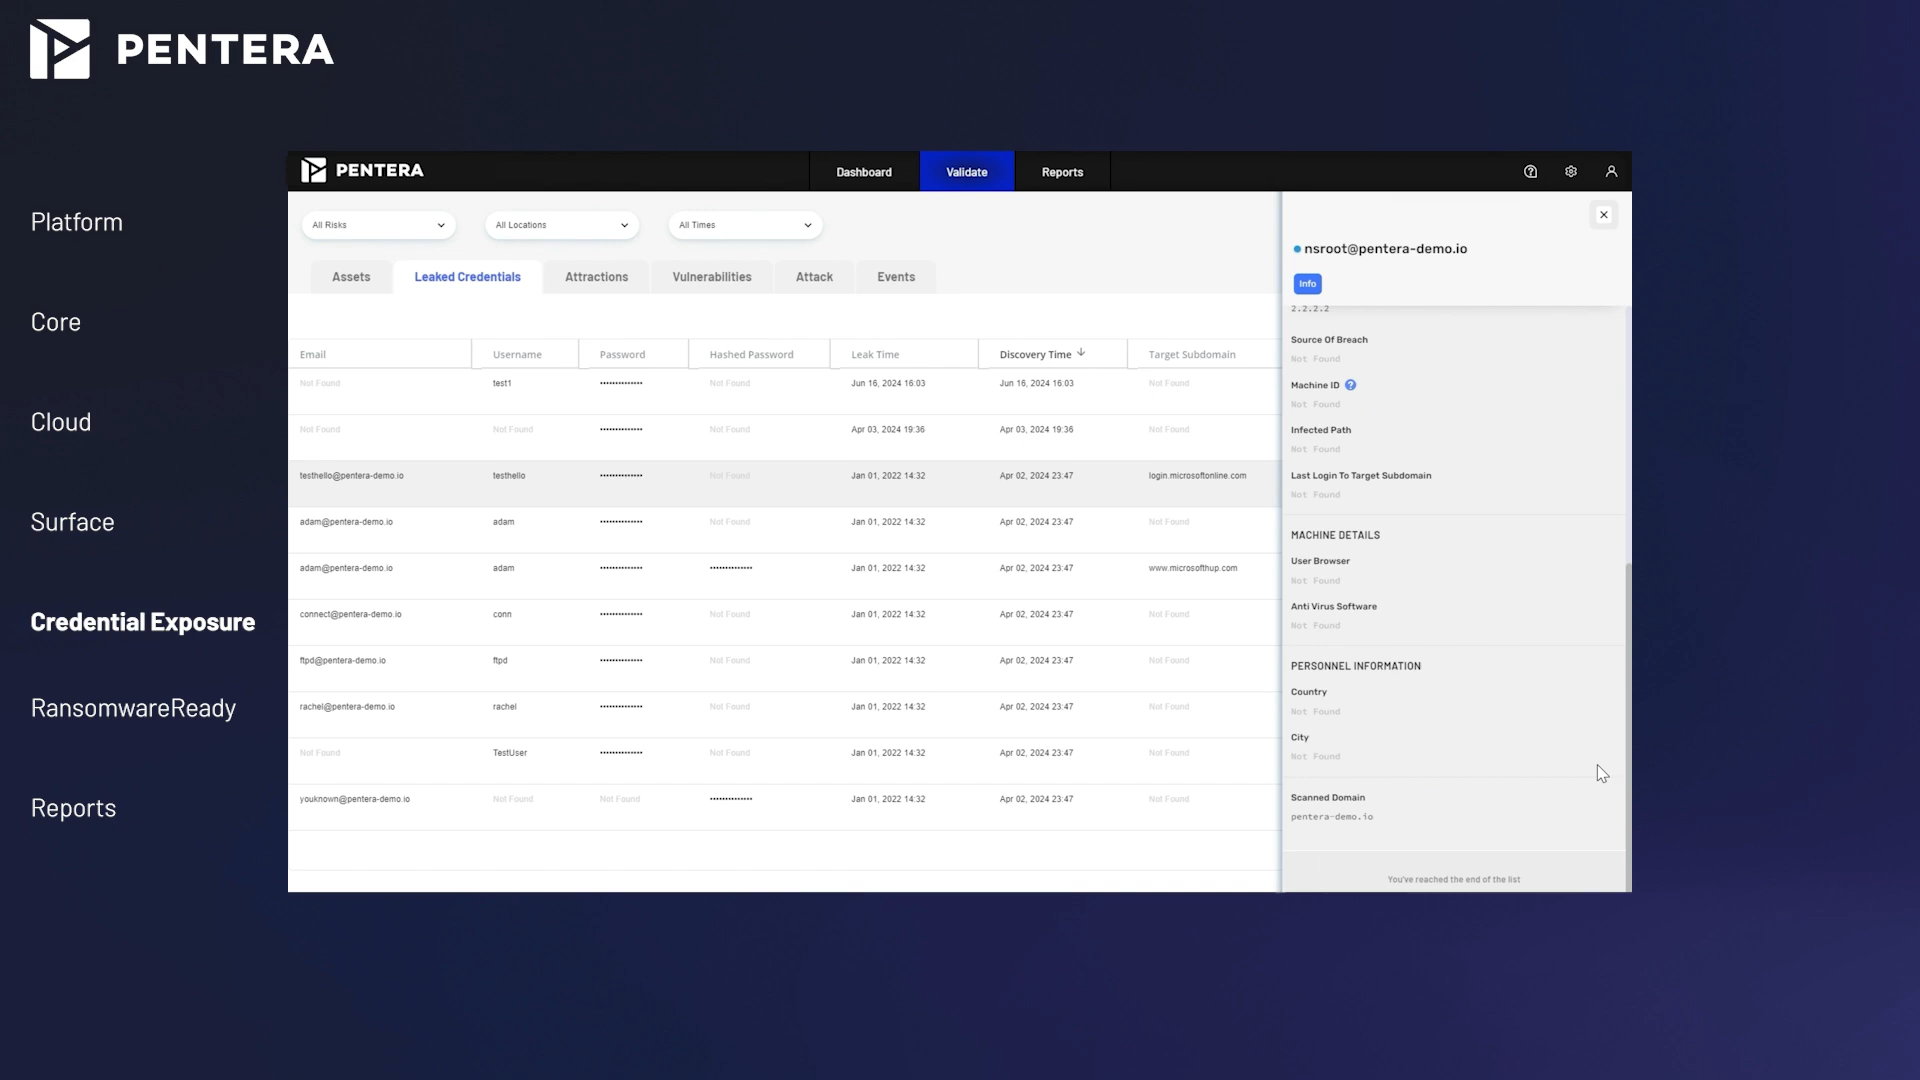 PENTERA
Platform
Core
Cloud
Surface
Credential Exposure
RansomwareReady
Reports
PENTERA
Dashboard Validate Reports
All Risks All Locations All Times
Assets Leaked Credentials Attractions Vulnerabilities Attack Events
Email Username Password Hashed Password Leak Time Discovery Time Target Subdomain
Not Found test1 •••••••••••••• Not Found Jun 16, 2024 16:03 Jun 16, 2024 16:03 Not Found
Not Found Not Found •••••••••••••• Not Found Apr 03, 2024 19:36 Apr 03, 2024 19:36 Not Found
testhello@pentera-demo.io testhello •••••••••••••• Not Found Jan 01, 2022 14:32 Apr 02, 2024 23:47 login.microsoftonline.com
adam@pentera-demo.io adam •••••••••••••• Not Found Jan 01, 2022 14:32 Apr 02, 2024 23:47 Not Found
adam@pentera-demo.io adam •••••••••••••• •••••••••••••• Jan 01, 2022 14:32 Apr 02, 2024 23:47 www.microsofthup.com
connect@pentera-demo.io conn •••••••••••••• Not Found Jan 01, 2022 14:32 Apr 02, 2024 23:47 Not Found
ftpd@pentera-demo.io ftpd •••••••••••••• Not Found Jan 01, 2022 14:32 Apr 02, 2024 23:47 Not Found
rachel@pentera-demo.io rachel •••••••••••••• Not Found Jan 01, 2022 14:32 Apr 02, 2024 23:47 Not Found
Not Found TestUser •••••••••••••• Not Found Jan 01, 2022 14:32 Apr 02, 2024 23:47 Not Found
youknown@pentera-demo.io Not Found Not Found •••••••••••••• Jan 01, 2022 14:32 Apr 02, 2024 23:47 Not Found
nsroot@pentera-demo.io
Info
2.2.2.2
Source Of Breach
Not Found
Machine ID ?
Not Found
Infected Path
Not Found
Last Login To Target Subdomain
Not Found
MACHINE DETAILS
User Browser
Not Found
Anti Virus Software
Not Found
PERSONNEL INFORMATION
Country
Not Found
City
Not Found
Scanned Domain
pentera-demo.io
You've reached the end of the list